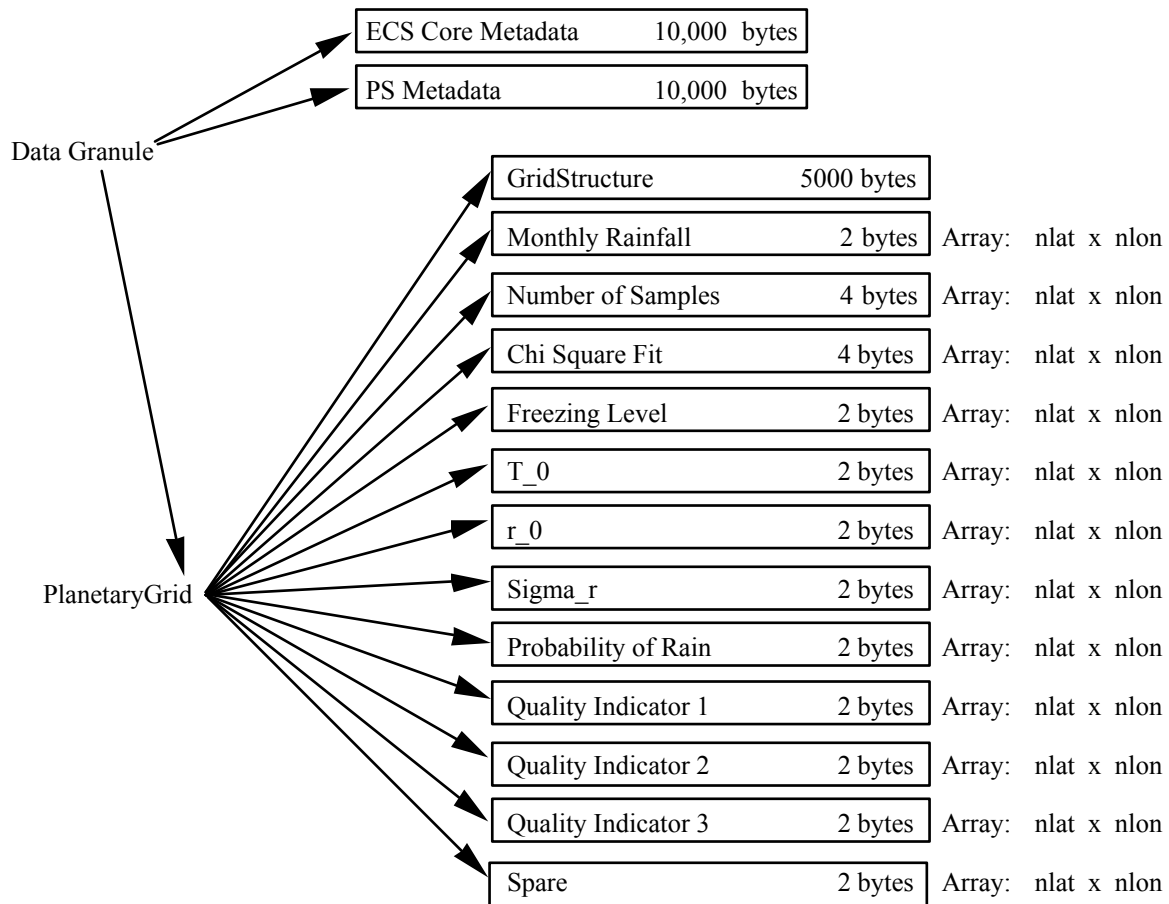 ECS Core Metadata 10,000 bytes
PS Metadata 10,000 bytes
Data Granule
GridStructure 5000 bytes
Monthly Rainfall 2 bytes Array: nlat x nlon
Number of Samples 4 bytes Array: nlat x nlon
Chi Square Fit 4 bytes Array: nlat x nlon
Freezing Level 2 bytes Array: nlat x nlon
T_0 2 bytes Array: nlat x nlon
r_0 2 bytes Array: nlat x nlon
PlanetaryGrid
Sigma_r 2 bytes Array: nlat x nlon
Probability of Rain 2 bytes Array: nlat x nlon
Quality Indicator 1 2 bytes Array: nlat x nlon
Quality Indicator 2 2 bytes Array: nlat x nlon
Quality Indicator 3 2 bytes Array: nlat x nlon
Spare 2 bytes Array: nlat x nlon